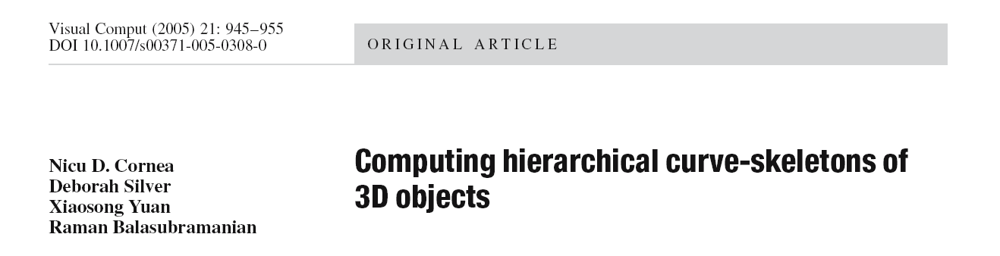 Visual Comput (2005) 21: 945–955
DOI 10.1007/s00371-005-0308-0
ORIGINAL ARTICLE
Nicu D. Cornea
Deborah Silver
Xiaosong Yuan
Raman Balasubramanian
Computing hierarchical curve-skeletons of
3D objects